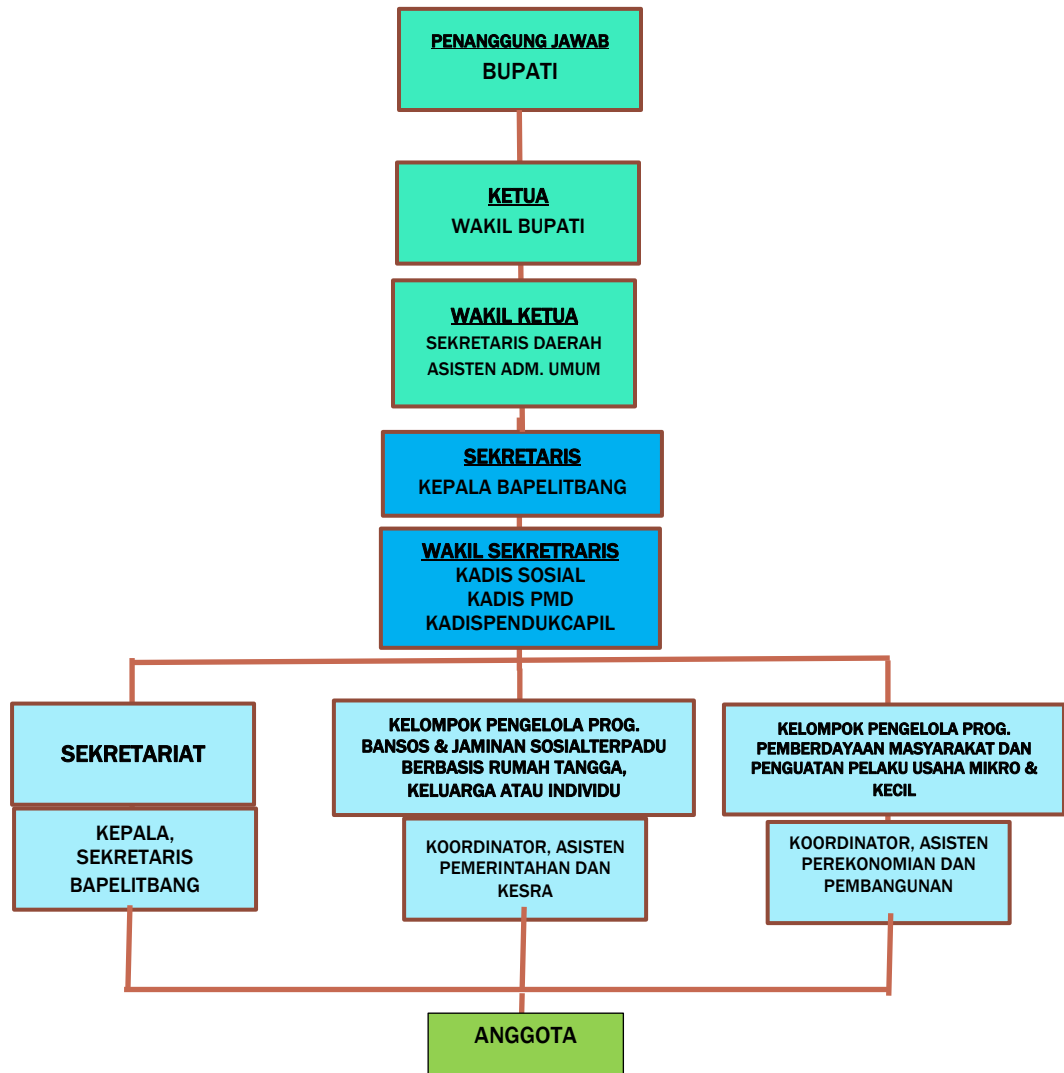 PENANGGUNG JAWAB
BUPATI
KETUA
WAKIL BUPATI
WAKIL KETUA
SEKRETARIS DAERAH
ASISTEN ADM. UMUM
SEKRETARIS
KEPALA BAPELITBANG
WAKIL SEKRETRARIS
KADIS SOSIAL
KADIS PMD
KADISPENDUKCAPIL
SEKRETARIAT
KEPALA,
SEKRETARIS
BAPELITBANG
KELOMPOK PENGELOLA PROG.
BANSOS & JAMINAN SOSIALTERPADU
BERBASIS RUMAH TANGGA,
KELUARGA ATAU INDIVIDU
KOORDINATOR, ASISTEN
PEMERINTAHAN DAN
KESRA
KELOMPOK PENGELOLA PROG.
PEMBERDAYAAN MASYARAKAT DAN
PENGUATAN PELAKU USAHA MIKRO &
KECIL
KOORDINATOR, ASISTEN
PEREKONOMIAN DAN
PEMBANGUNAN
ANGGOTA